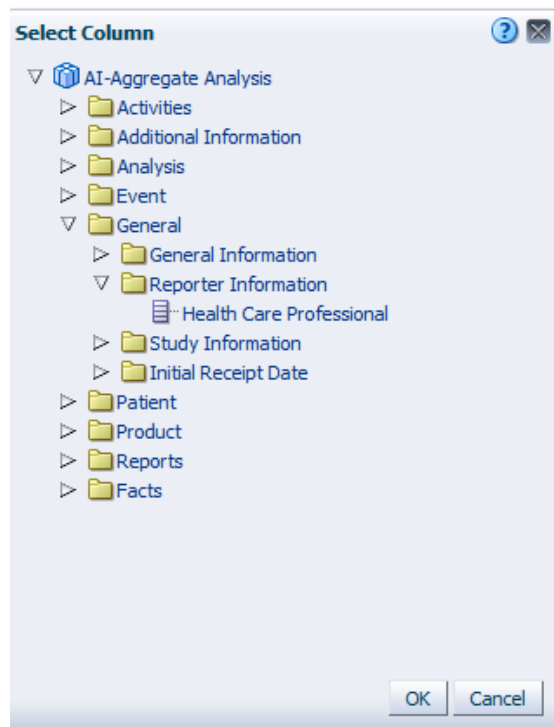 Select Column
AI-Aggregate Analysis
Activities
Additional Information
Analysis
Event
General
General Information
Reporter Information
Health Care Professional
Study Information
Initial Receipt Date
Patient
Product
Reports
Facts
OK Cancel